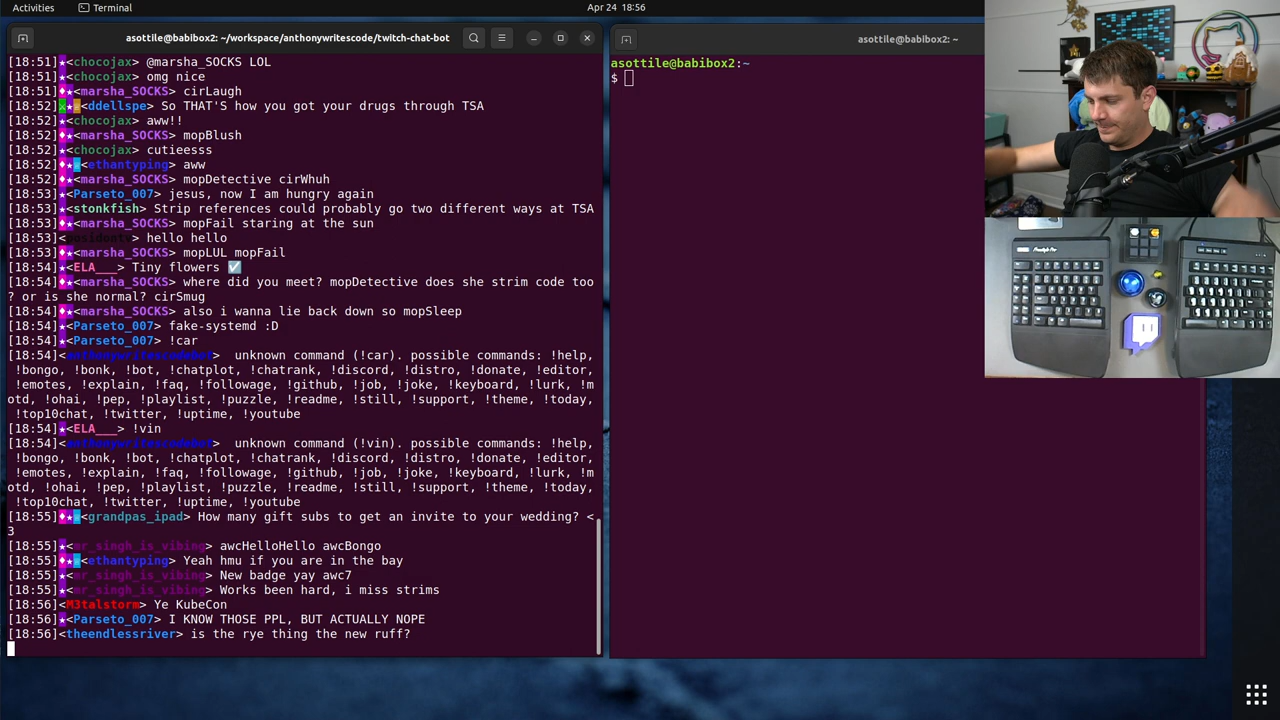 Activities
Terminal
Apr 24 18:56
asottile@babibox2: ~/workspace/anthonywritescode/twitch-chat-bot
[18:51]★<chocojax> @marsha_SOCKS LOL
[18:51]★<chocojax> omg nice
[18:51]♦★<marsha_SOCKS> cirLaugh
[18:52]⚔★<ddellspe> So THAT'S how you got your drugs through TSA
[18:52]★<chocojax> aww!!
[18:52]♦★<marsha_SOCKS> mopBlush
[18:52]★<chocojax> cutieesss
[18:52]♦★<ethantyping> aww
[18:52]♦★<marsha_SOCKS> mopDetective cirWhuh
[18:53]★<Parseto_007> jesus, now I am hungry again
[18:53]★<stonkfish> Strip references could probably go two different ways at TSA
[18:53]♦★<marsha_SOCKS> mopFail staring at the sun
[18:53]> hello hello
[18:53]♦★<marsha_SOCKS> mopLUL mopFail
[18:54]★<ELA___> Tiny flowers ☑️
[18:54]♦★<marsha_SOCKS> where did you meet? mopDetective does she strim code too
? or is she normal? cirSmug
[18:54]♦★<marsha_SOCKS> also i wanna lie back down so mopSleep
[18:54]★<Parseto_007> fake-systemd :D
[18:54]★<Parseto_007> !car
[18:54]<anthonywritescodebot>  unknown command (!car). possible commands: !help,
!bongo, !bonk, !bot, !chatplot, !chatrank, !discord, !distro, !donate, !editor,
!emotes, !explain, !faq, !followage, !github, !job, !joke, !keyboard, !lurk, !m
otd, !ohai, !pep, !playlist, !puzzle, !readme, !still, !support, !theme, !today,
!top10chat, !twitter, !uptime, !youtube
[18:54]★<ELA___> !vin
[18:54]<anthonywritescodebot>  unknown command (!vin). possible commands: !help,
!bongo, !bonk, !bot, !chatplot, !chatrank, !discord, !distro, !donate, !editor,
!emotes, !explain, !faq, !followage, !github, !job, !joke, !keyboard, !lurk, !m
otd, !ohai, !pep, !playlist, !puzzle, !readme, !still, !support, !theme, !today,
!top10chat, !twitter, !uptime, !youtube
[18:55]♦★<grandpas_ipad> How many gift subs to get an invite to your wedding? <
3
[18:55]★<mr_singh_is_vibing> awcHelloHello awcBongo
[18:55]♦★<ethantyping> Yeah hmu if you are in the bay
[18:55]★<mr_singh_is_vibing> New badge yay awc7
[18:55]★<mr_singh_is_vibing> Works been hard, i miss strims
[18:56]<M3talstorm> Ye KubeCon
[18:56]★<Parseto_007> I KNOW THOSE PPL, BUT ACTUALLY NOPE
[18:56]<theendlessriver> is the rye thing the new ruff?
asottile@babibox2: ~
asottile@babibox2:~
$